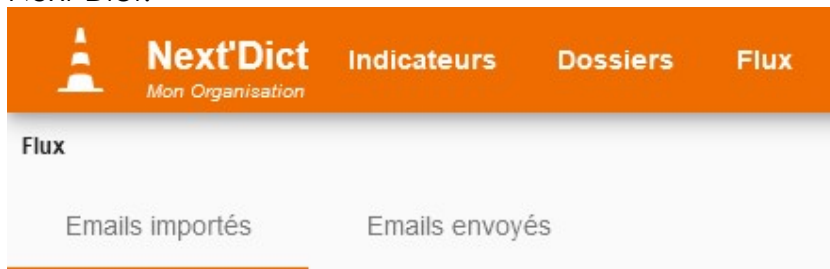 Next'Dict Indicateurs Dossiers Flux
Mon Organisation
Flux
Emails importés Emails envoyés